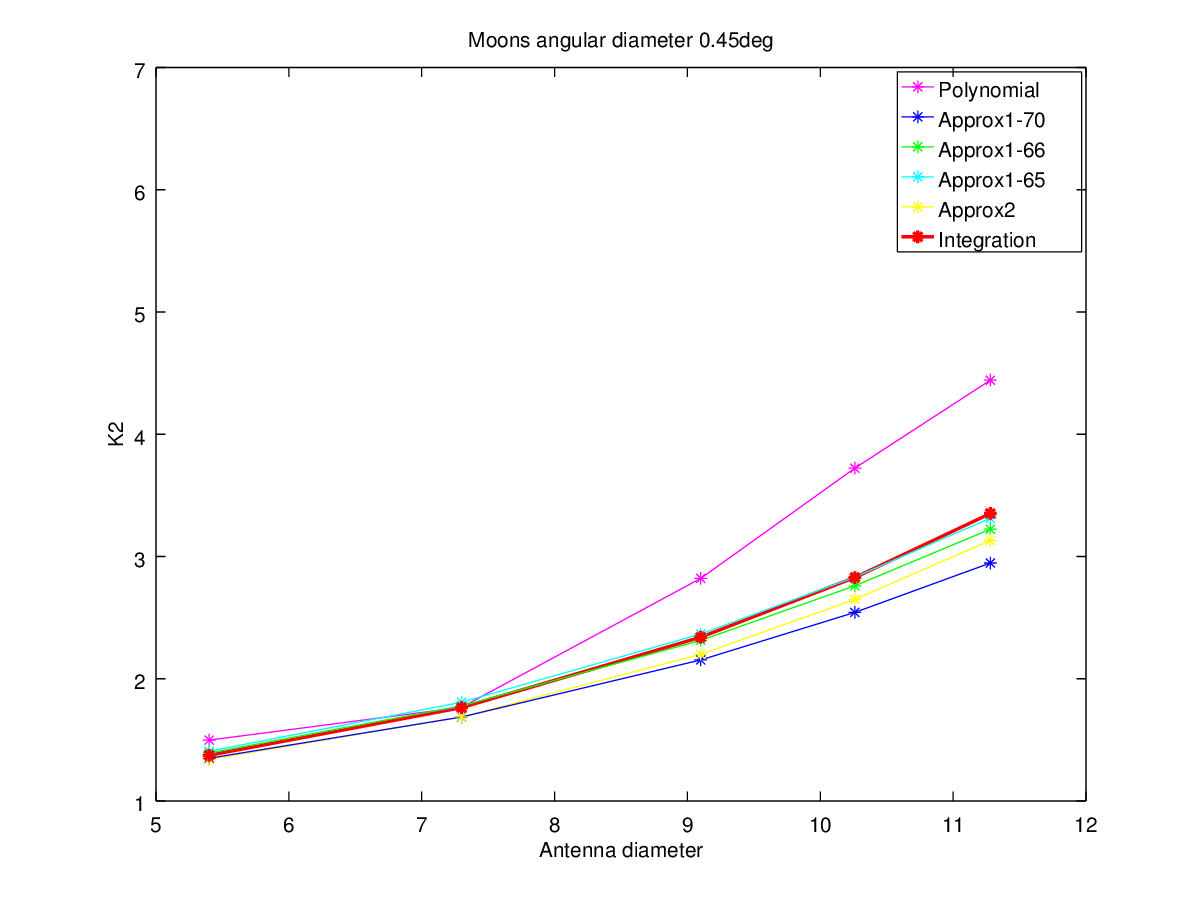 Moons angular diameter 0.45deg
7
6
5
4
3
2
1
K2
5 6 7 8 9 10 11 12
Antenna diameter
Polynomial
Approx1-70
Approx1-66
Approx1-65
Approx2
Integration